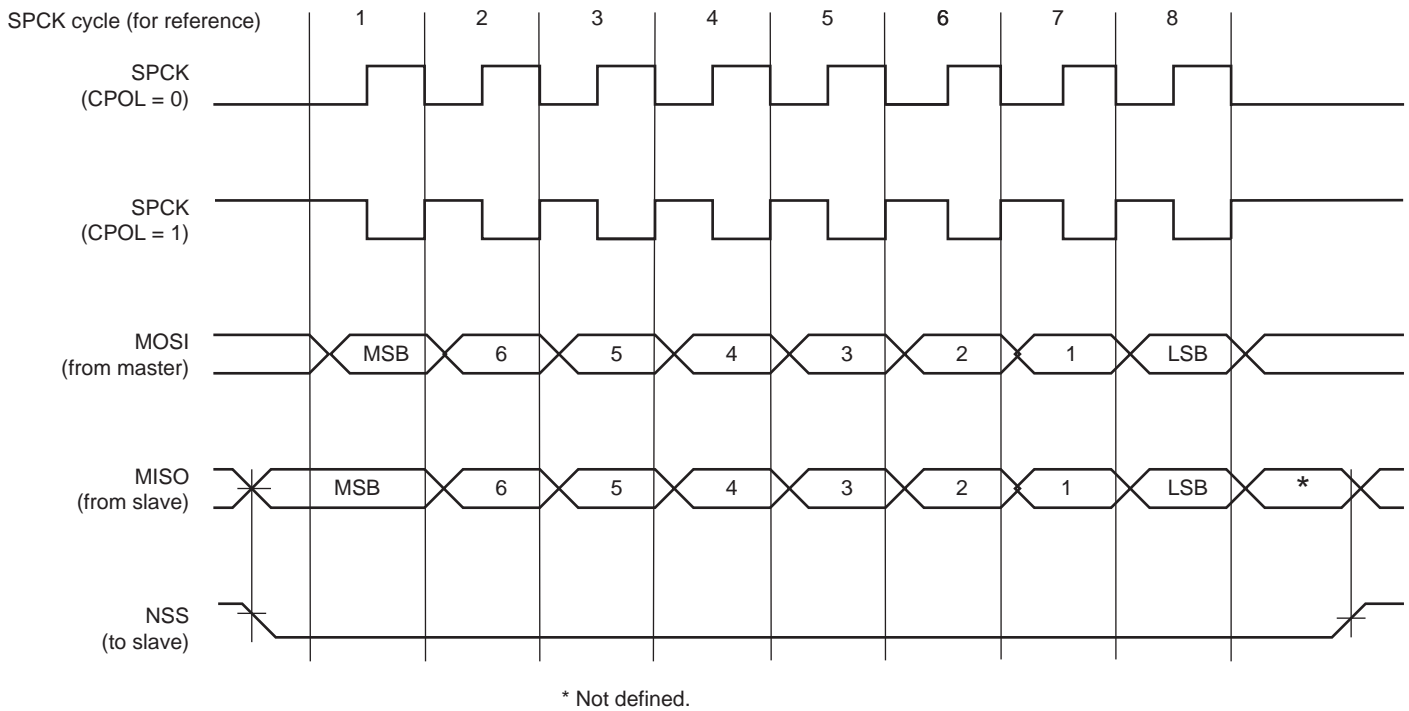 SPCK cycle (for reference) 1 2 3 4 5 6 7 8
SPCK
(CPOL = 0)
SPCK
(CPOL = 1)
MOSI
(from master)
MSB 6 5 4 3 2 1 LSB
MISO
(from slave)
MSB 6 5 4 3 2 1 LSB *
NSS
(to slave)
* Not defined.